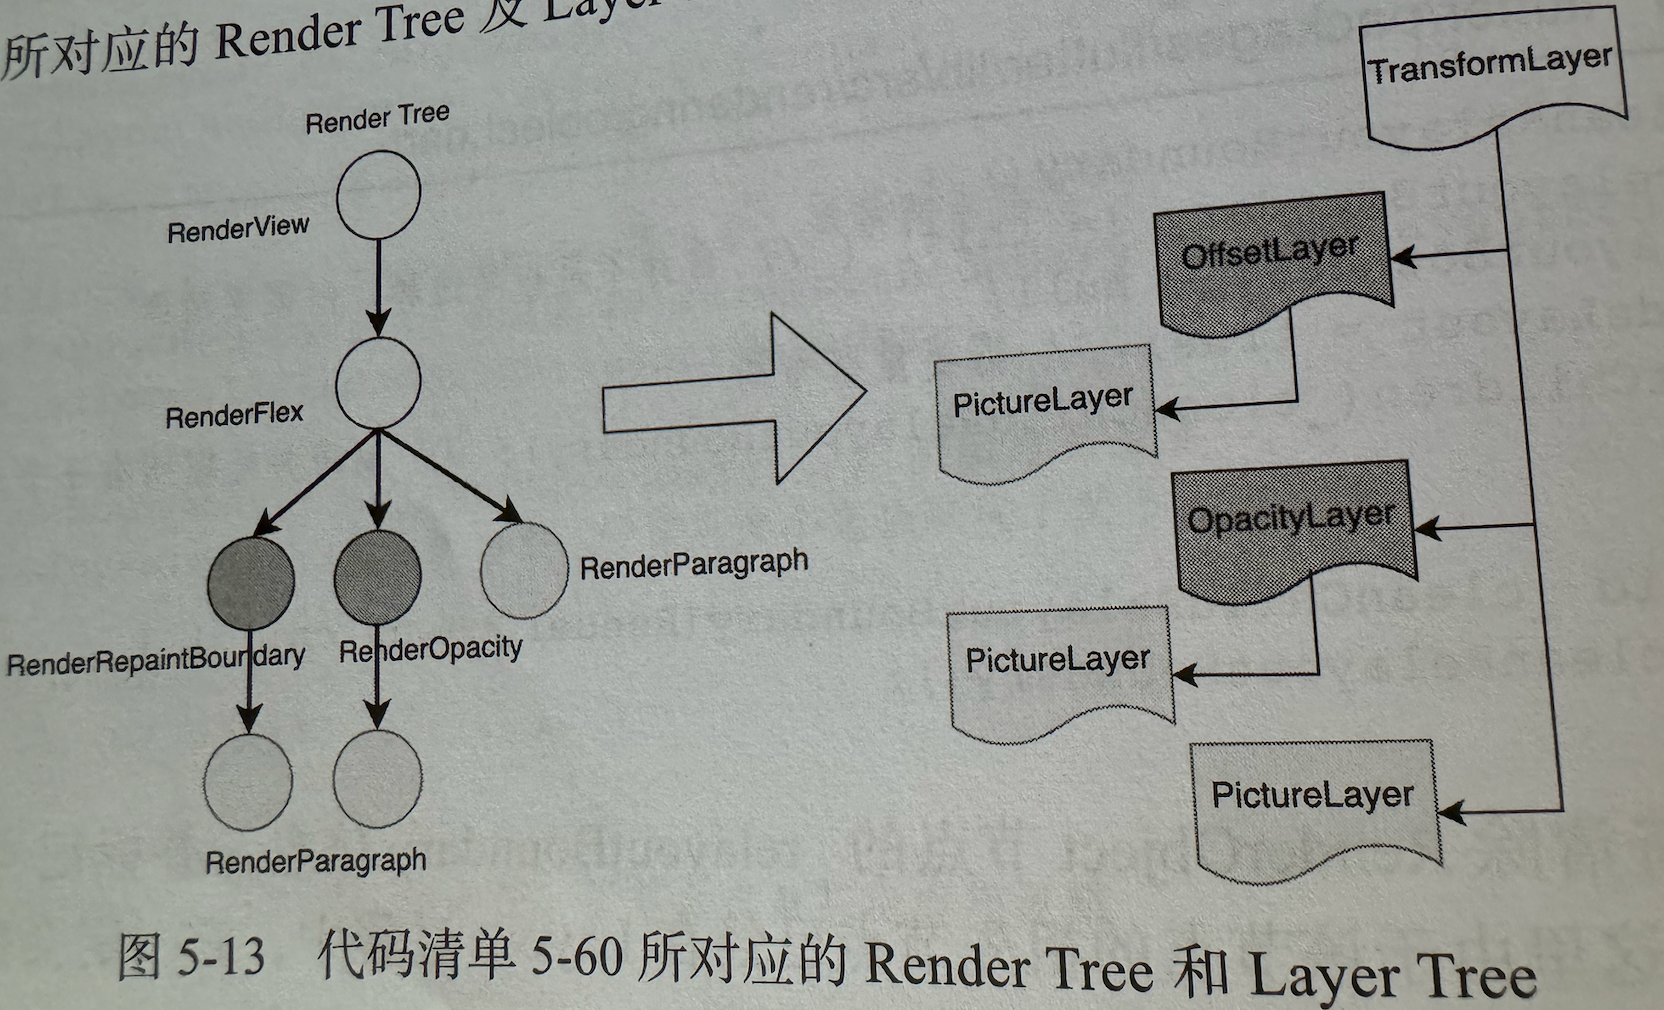 所对应的 Render Tree 及 Layer
Render Tree
TransformLayer
RenderView
OffsetLayer
RenderFlex
PictureLayer
OpacityLayer
RenderParagraph
RenderRepaintBoundary
RenderOpacity
PictureLayer
PictureLayer
RenderParagraph
图 5-13 代码清单 5-60 所对应的 Render Tree 和 Layer Tree